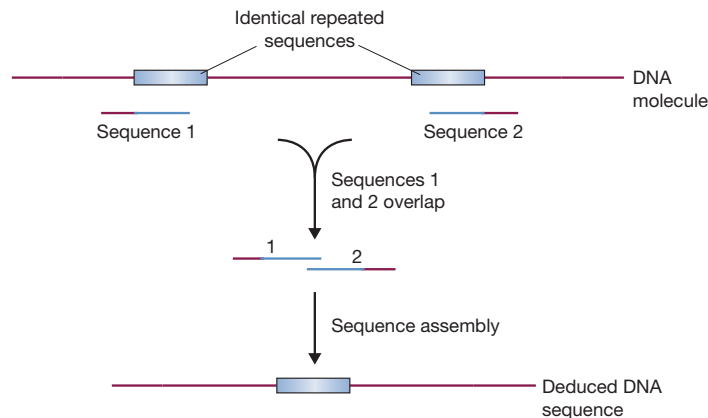 Identical repeated
sequences
DNA
molecule
Sequence 1
Sequence 2
Sequences 1
and 2 overlap
1
2
Sequence assembly
Deduced DNA
sequence